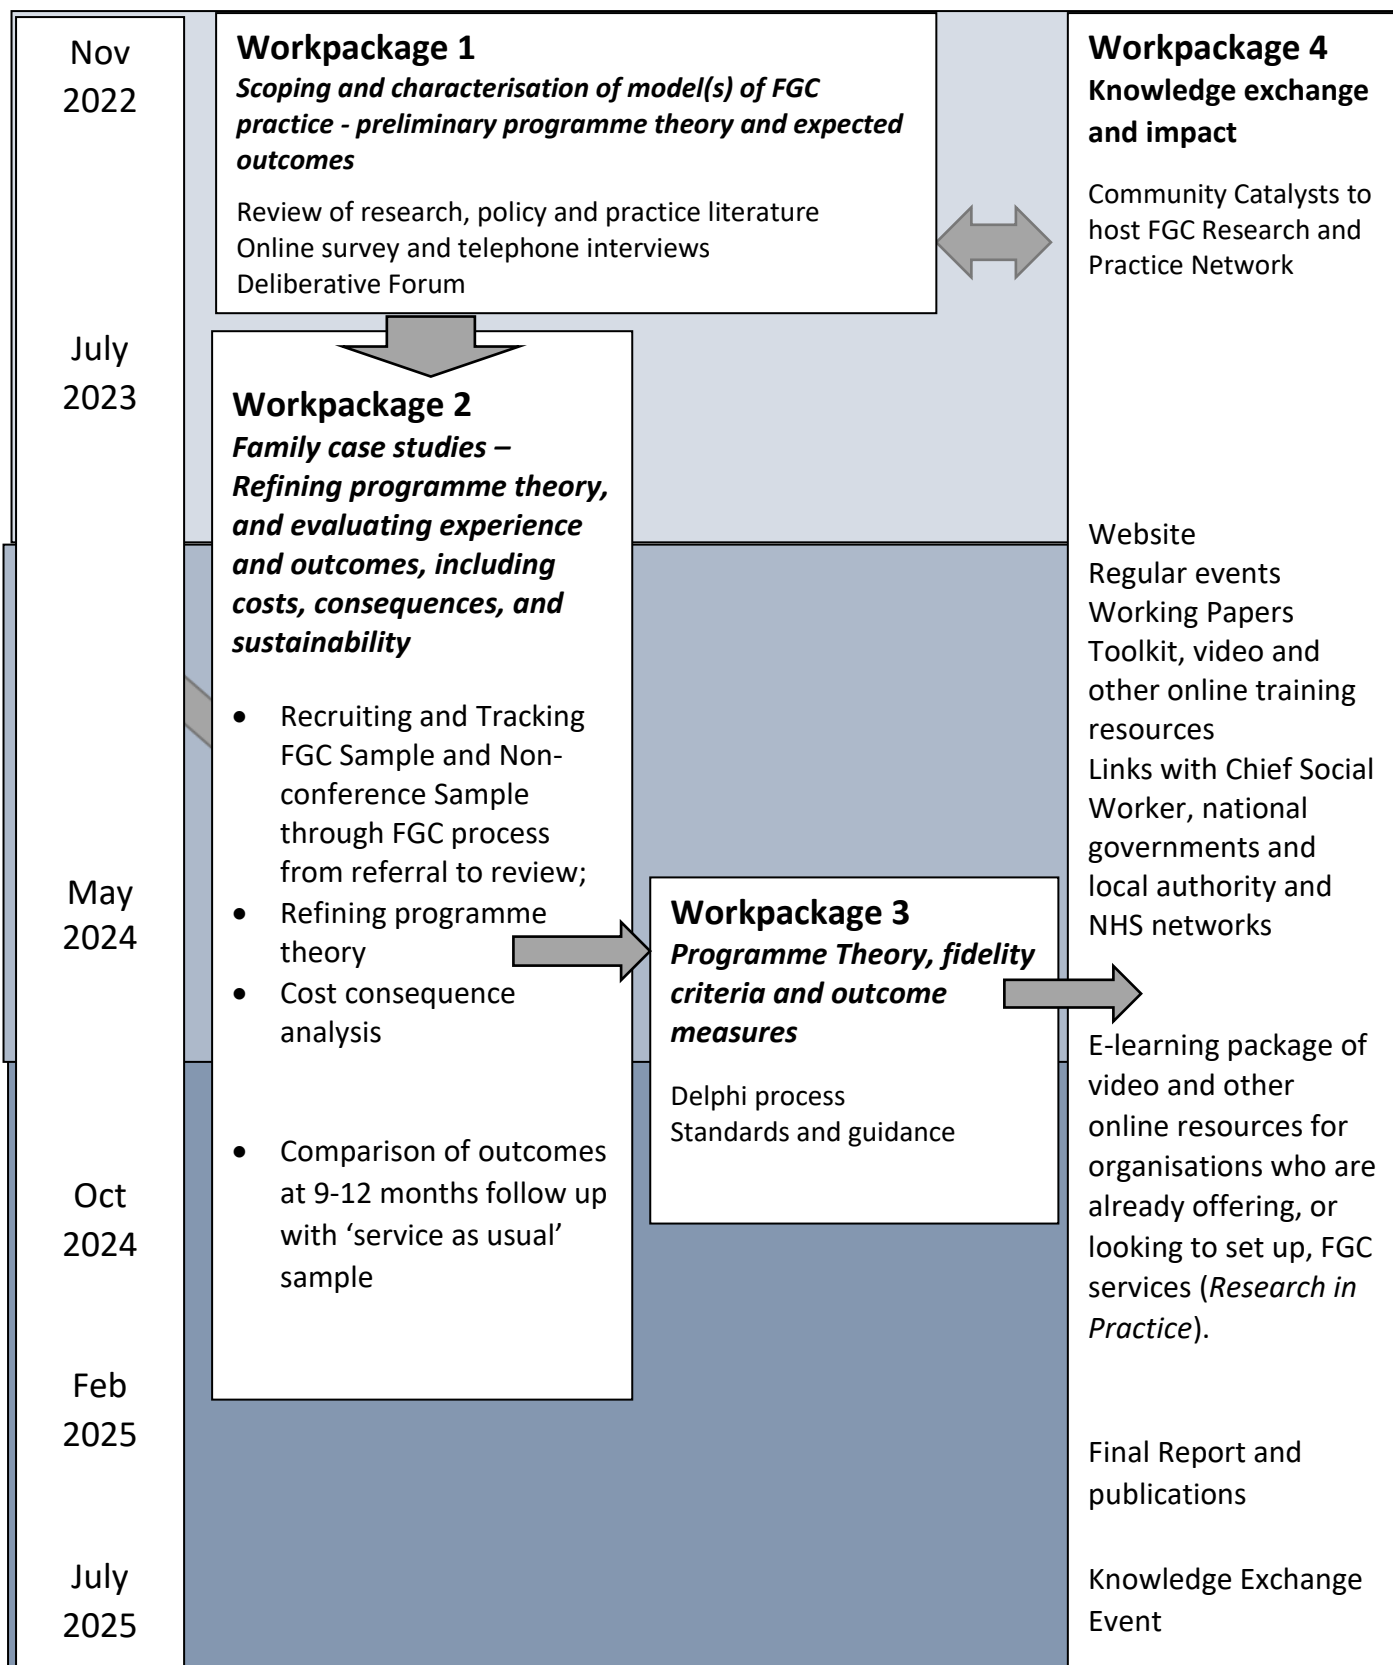 Nov
2022
July
2023
May
2024
Oct
2024
Feb
2025
July
2025
Workpackage 1
Scoping and characterisation of model(s) of FGC
practice - preliminary programme theory and expected
outcomes
Review of research, policy and practice literature
Online survey and telephone interviews
Deliberative Forum
Workpackage 2
Family case studies –
Refining programme theory,
and evaluating experience
and outcomes, including
costs, consequences, and
sustainability
• Recruiting and Tracking
FGC Sample and Non-
conference Sample
through FGC process
from referral to review;
• Refining programme
theory
• Cost consequence
analysis
• Comparison of outcomes
at 9-12 months follow up
with ‘service as usual’
sample
Workpackage 3
Programme Theory, fidelity
criteria and outcome
measures
Delphi process
Standards and guidance
Workpackage 4
Knowledge exchange
and impact
Community Catalysts to
host FGC Research and
Practice Network
Website
Regular events
Working Papers
Toolkit, video and
other online training
resources
Links with Chief Social
Worker, national
governments and
local authority and
NHS networks
E-learning package of
video and other
online resources for
organisations who are
already offering, or
looking to set up, FGC
services (Research in
Practice).
Final Report and
publications
Knowledge Exchange
Event